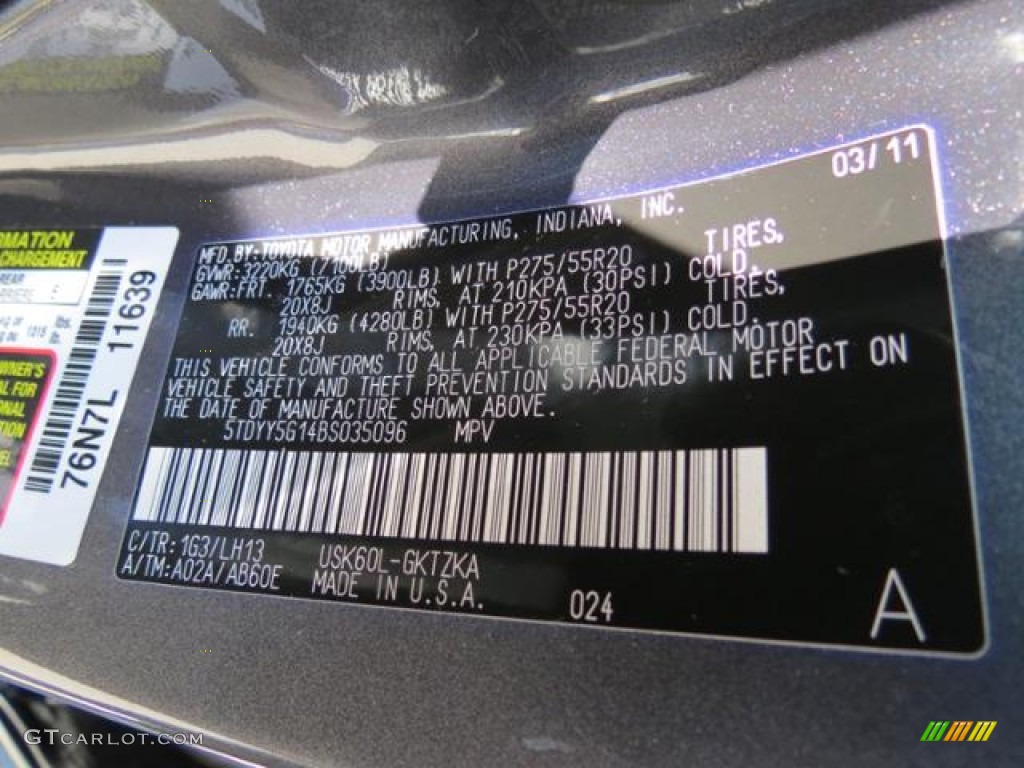 03/11
MFD.BY:TOYOTA MOTOR MANUFACTURING, INDIANA, INC.
GVWR:3220KG (7100LB)
GAWR:FRT. 1765KG (3900LB) WITH P275/55R20 TIRES,
20X8J RIMS, AT 210KPA (30PSI) COLD.
RR. 1940KG (4280LB) WITH P275/55R20 TIRES,
20X8J RIMS, AT 230KPA (33PSI) COLD.
THIS VEHICLE CONFORMS TO ALL APPLICABLE FEDERAL MOTOR
VEHICLE SAFETY AND THEFT PREVENTION STANDARDS IN EFFECT ON
THE DATE OF MANUFACTURE SHOWN ABOVE.
5TDYY5G14BS035096 MPV
C/TR:1G3/LH13 USK60L-GKTZKA
A/TM:A02A/AB60E MADE IN U.S.A.
024
A
76N7L 11639
CHARGEMENT
REAR
GTCARLOT.COM